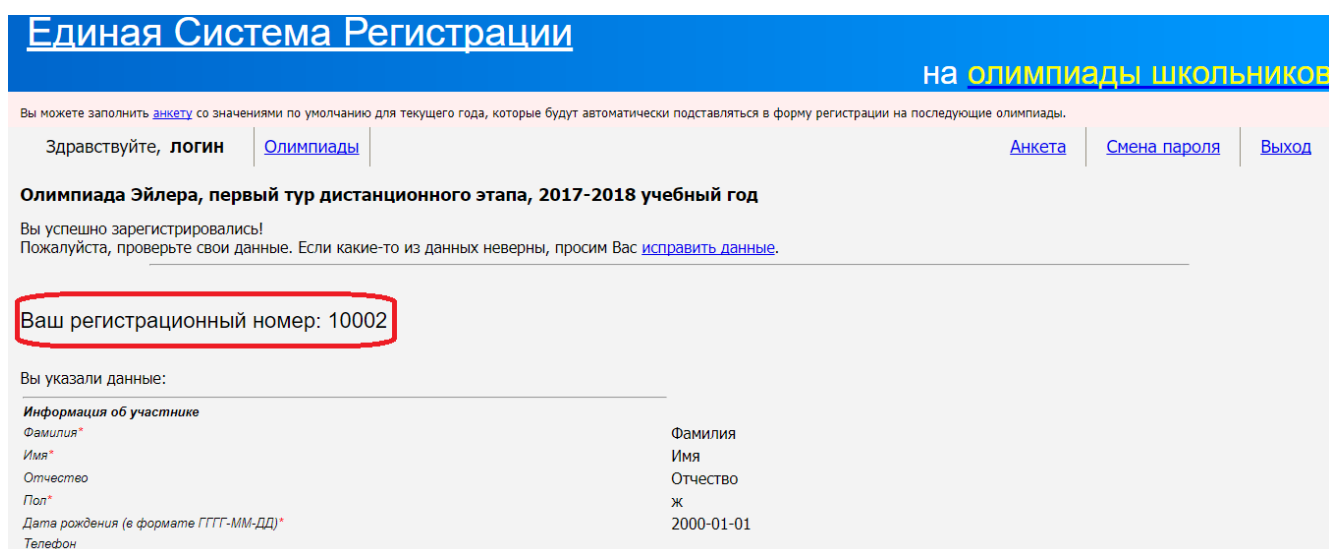 Единая Система Регистрации
на олимпиады школьников
Вы можете заполнить анкету со значениями по умолчанию для текущего года, которые будут автоматически подставляться в форму регистрации на последующие олимпиады.
Здравствуйте, логин Олимпиады Анкета Смена пароля Выход
Олимпиада Эйлера, первый тур дистанционного этапа, 2017-2018 учебный год
Вы успешно зарегистрировались!
Пожалуйста, проверьте свои данные. Если какие-то из данных неверны, просим Вас исправить данные.
Ваш регистрационный номер: 10002
Вы указали данные:
Информация об участнике
Фамилия* Фамилия
Имя* Имя
Отчество Отчество
Пол* ж
Дата рождения (в формате ГГГГ-ММ-ДД)* 2000-01-01
Телефон